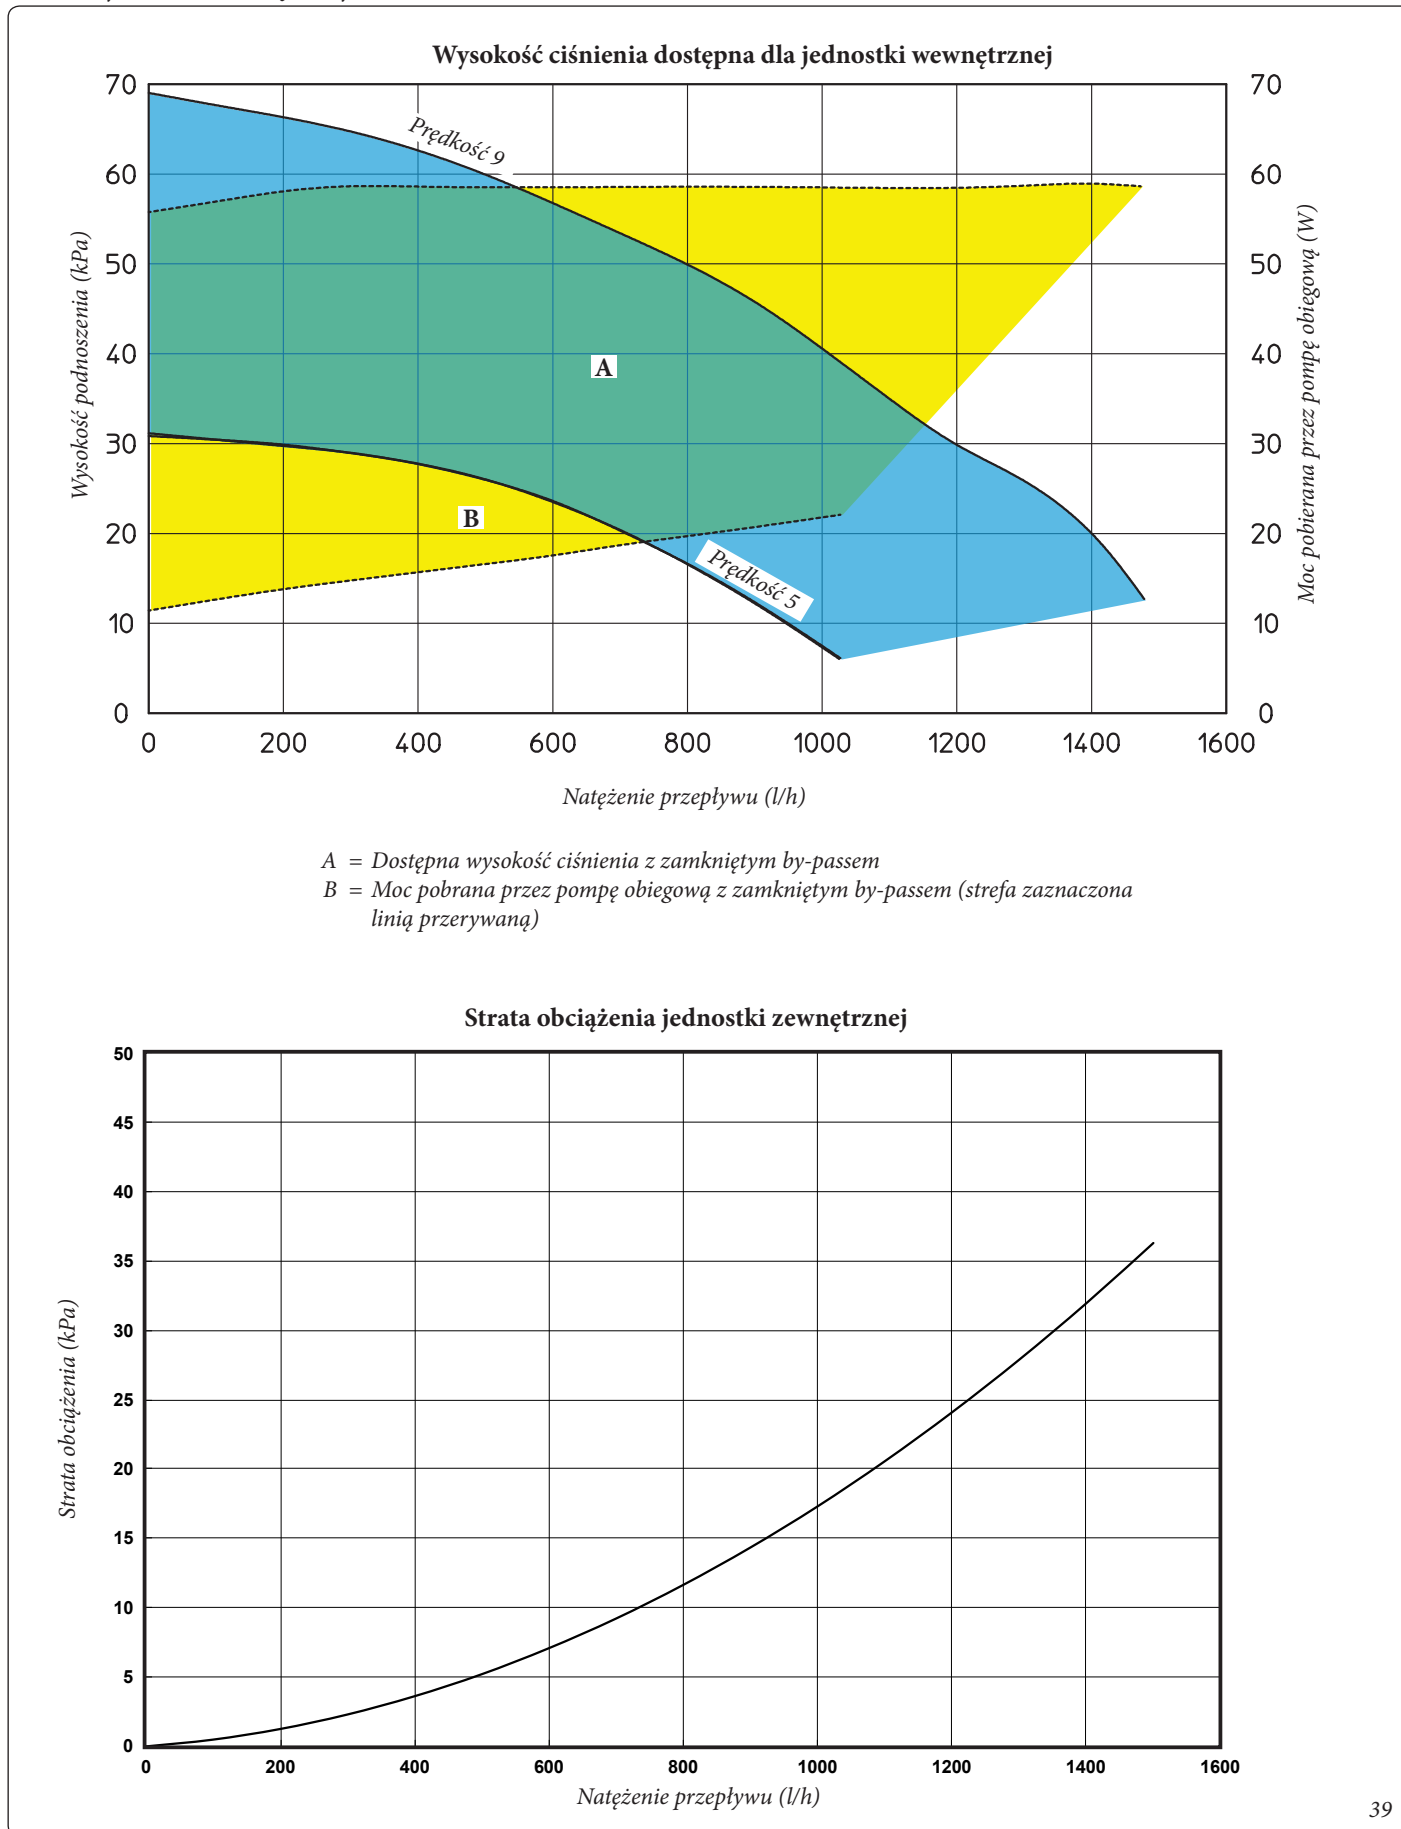 Wysokość ciśnienia dostępna dla jednostki wewnętrznej
70
60
50
40
30
20
10
0
Wysokość podnoszenia (kPa)
Prędkość 9
A
B
Prędkość 5
70
60
50
40
30
20
10
0
Moc pobierana przez pompę obiegową (W)
0 200 400 600 800 1000 1200 1400 1600
Natężenie przepływu (l/h)
A = Dostępna wysokość ciśnienia z zamkniętym by-passem
B = Moc pobrana przez pompę obiegową z zamkniętym by-passem (strefa zaznaczona
linią przerywaną)
Strata obciążenia jednostki zewnętrznej
50
45
40
35
30
25
20
15
10
5
0
Strata obciążenia (kPa)
0 200 400 600 800 1000 1200 1400 1600
Natężenie przepływu (l/h)
39